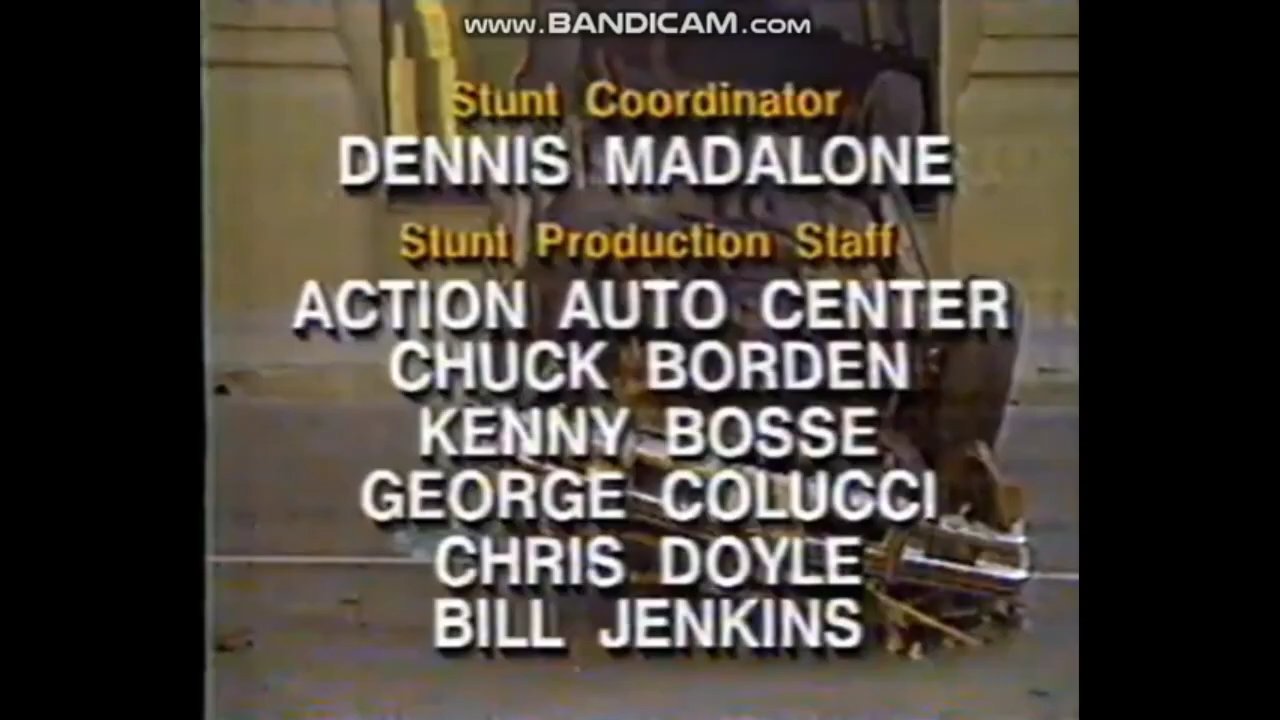 www.BANDICAM.com
Stunt Coordinator
DENNIS MADALONE
Stunt Production Staff
ACTION AUTO CENTER
CHUCK BORDEN
KENNY BOSSE
GEORGE COLUCCI
CHRIS DOYLE
BILL JENKINS